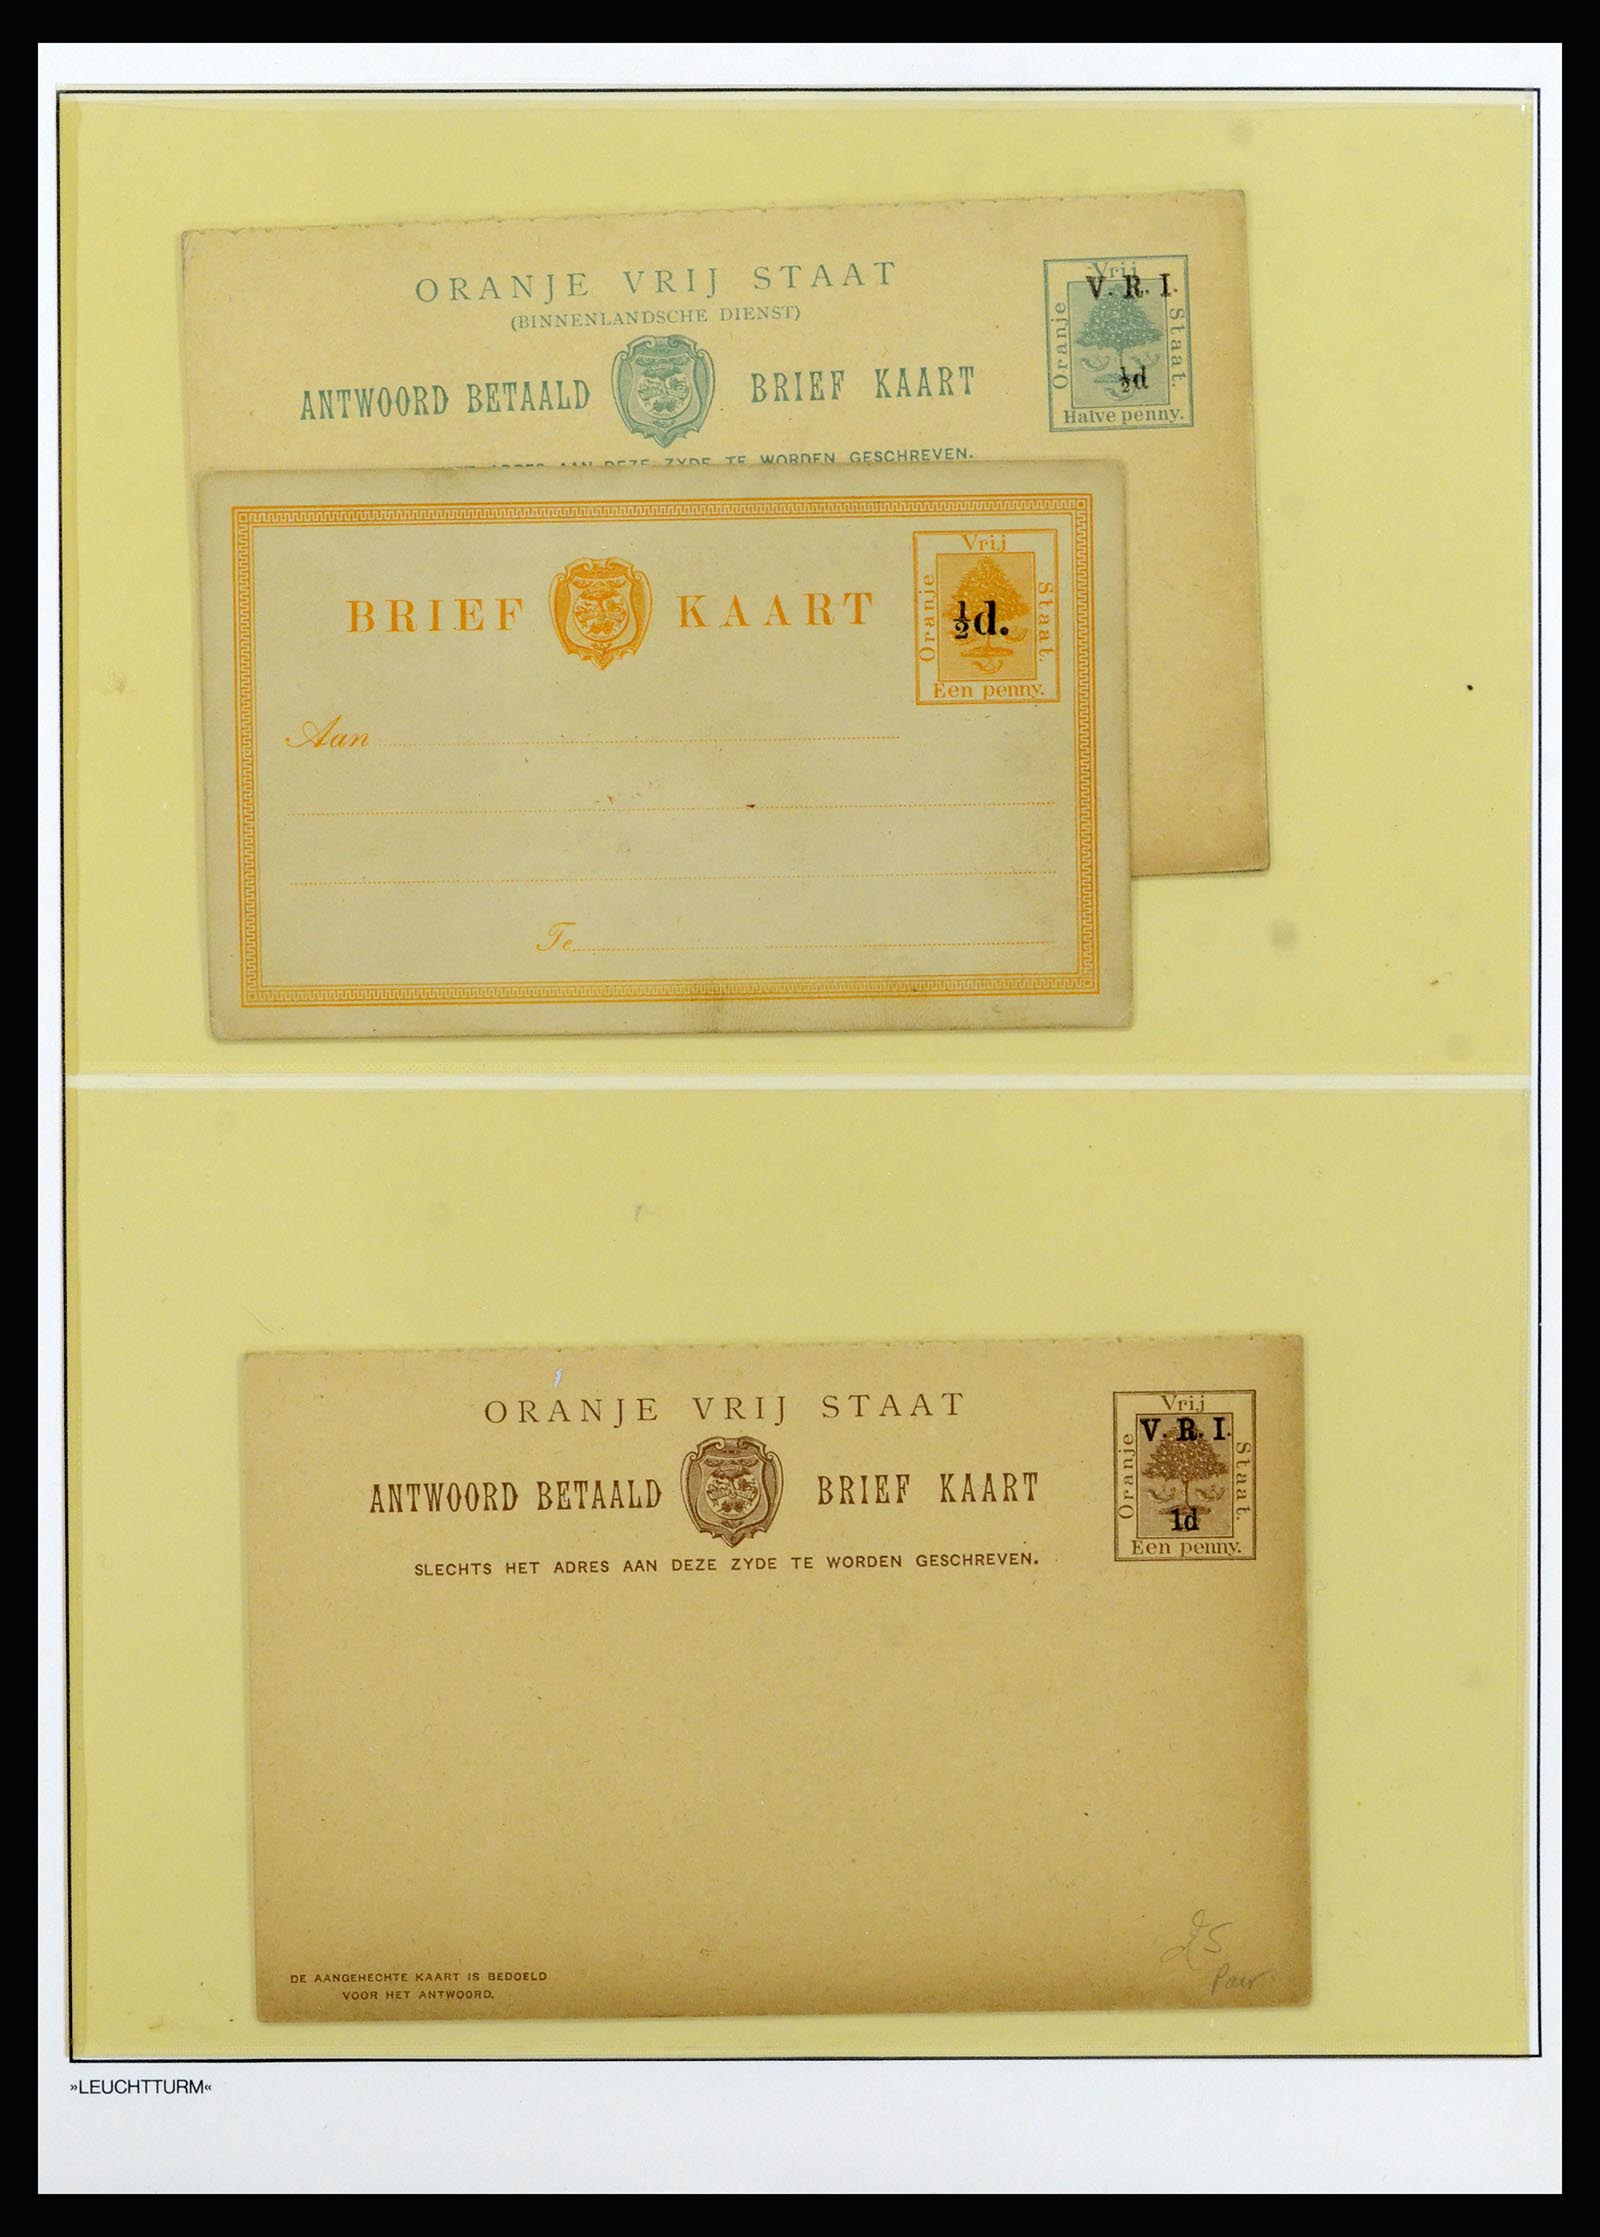 ORANJE VRIJ STAAT
(BINNENLANDSCHE DIENST)
ANTWOORD BETAALD BRIEF KAART
ADRES AAN DEZE ZYDE TE WORDEN GESCHREVEN.
Vrij
V. R. I.
Oranje
Staat.
½d
Halve penny.
BRIEF KAART
Vrij
Oranje
Staat.
½d.
Een penny.
Aan
Te
ORANJE VRIJ STAAT
ANTWOORD BETAALD BRIEF KAART
SLECHTS HET ADRES AAN DEZE ZYDE TE WORDEN GESCHREVEN.
Vrij
V. R. I.
Oranje
Staat.
1d
Een penny.
DE AANGEHECHTE KAART IS BEDOELD
VOOR HET ANTWOORD.
Pair
»LEUCHTTURM«